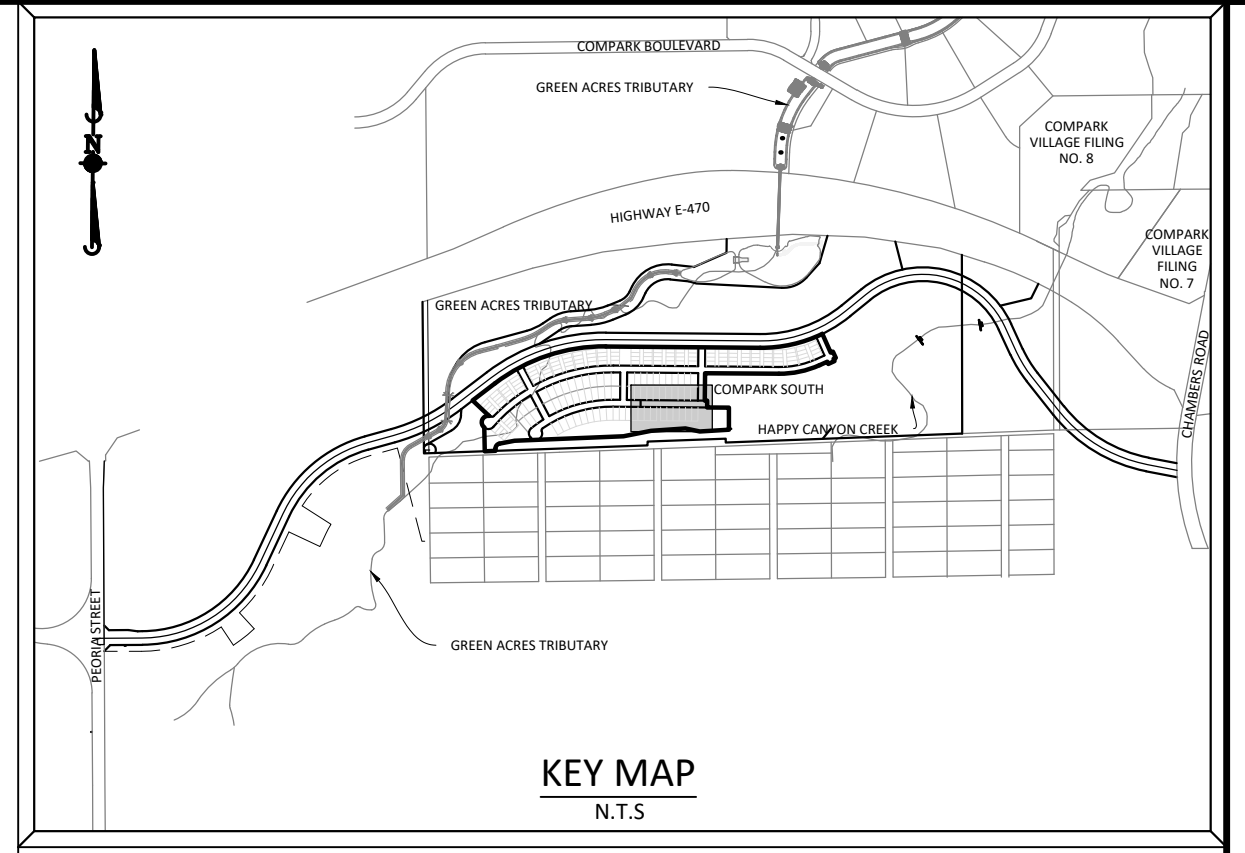 COMPARK BOULEVARD
GREEN ACRES TRIBUTARY
N
COMPARK
VILLAGE FILING
NO. 8
HIGHWAY E-470
COMPARK
VILLAGE
FILING
NO. 7
GREEN ACRES TRIBUTARY
CHAMBERS ROAD
COMPARK SOUTH
HAPPY CANYON CREEK
PEORIA STREET
GREEN ACRES TRIBUTARY
KEY MAP
N.T.S